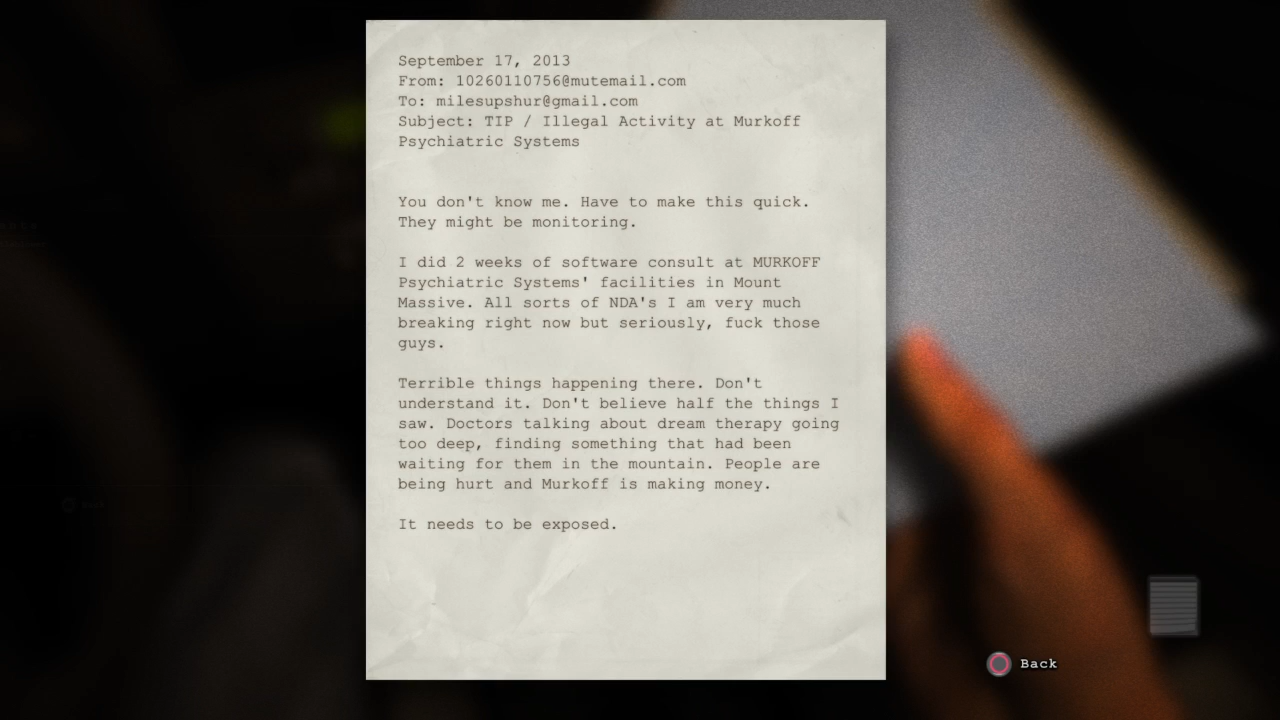 September 17, 2013
From: 10260110756@mutemail.com
To: milesupshur@gmail.com
Subject: TIP / Illegal Activity at Murkoff
Psychiatric Systems
You don't know me. Have to make this quick.
They might be monitoring.
I did 2 weeks of software consult at MURKOFF
Psychiatric Systems' facilities in Mount
Massive. All sorts of NDA's I am very much
breaking right now but seriously, fuck those
guys.
Terrible things happening there. Don't
understand it. Don't believe half the things I
saw. Doctors talking about dream therapy going
too deep, finding something that had been
waiting for them in the mountain. People are
being hurt and Murkoff is making money.
It needs to be exposed.
Back